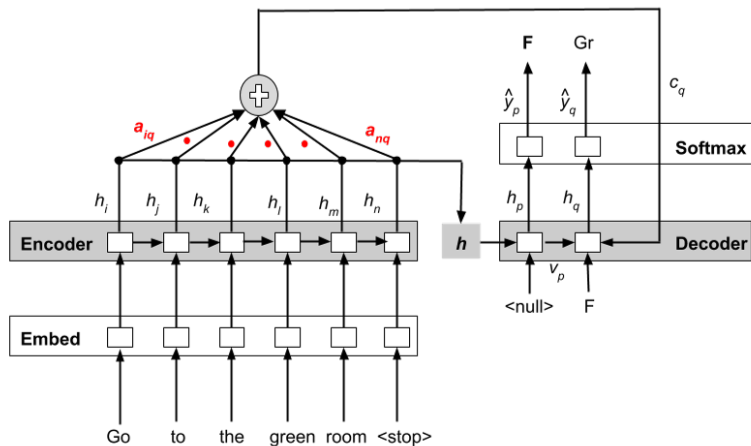 F Gr
ŷp ŷq cq
aiq anq
Softmax
hi hj hk hl hm hn hp hq
Encoder h Decoder
vp
<null> F
Embed
Go to the green room <stop>